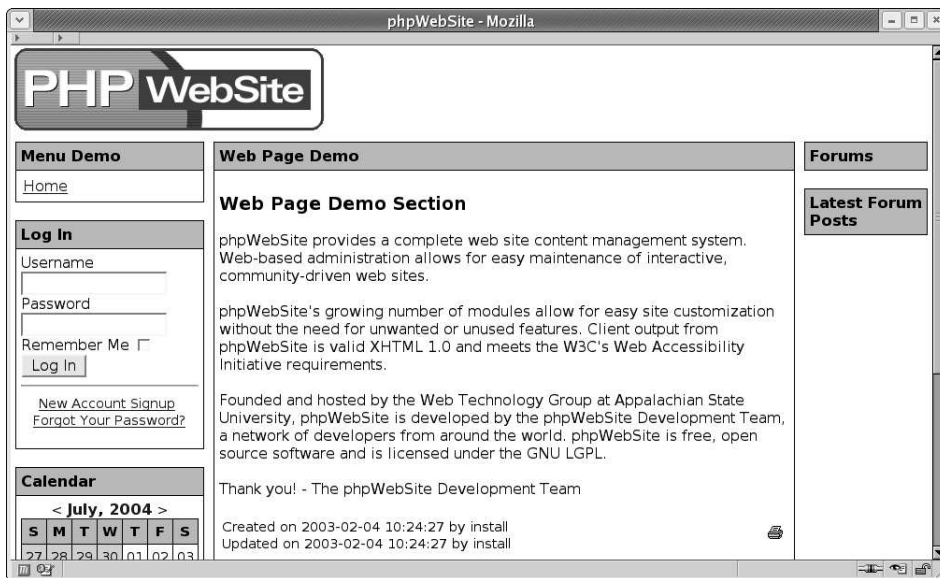 phpWebSite - Mozilla
PHP WebSite
Menu Demo
Home
Log In
Username
Password
Remember Me
Log In
New Account Signup
Forgot Your Password?
Calendar
< July, 2004 >
S M T W T F S
27 28 29 30 01 02 03
Web Page Demo
Web Page Demo Section
phpWebSite provides a complete web site content management system.
Web-based administration allows for easy maintenance of interactive,
community-driven web sites.
phpWebSite's growing number of modules allow for easy site customization
without the need for unwanted or unused features. Client output from
phpWebSite is valid XHTML 1.0 and meets the W3C's Web Accessibility
Initiative requirements.
Founded and hosted by the Web Technology Group at Appalachian State
University, phpWebSite is developed by the phpWebSite Development Team,
a network of developers from around the world. phpWebSite is free, open
source software and is licensed under the GNU LGPL.
Thank you! - The phpWebSite Development Team
Created on 2003-02-04 10:24:27 by install
Updated on 2003-02-04 10:24:27 by install
Forums
Latest Forum
Posts